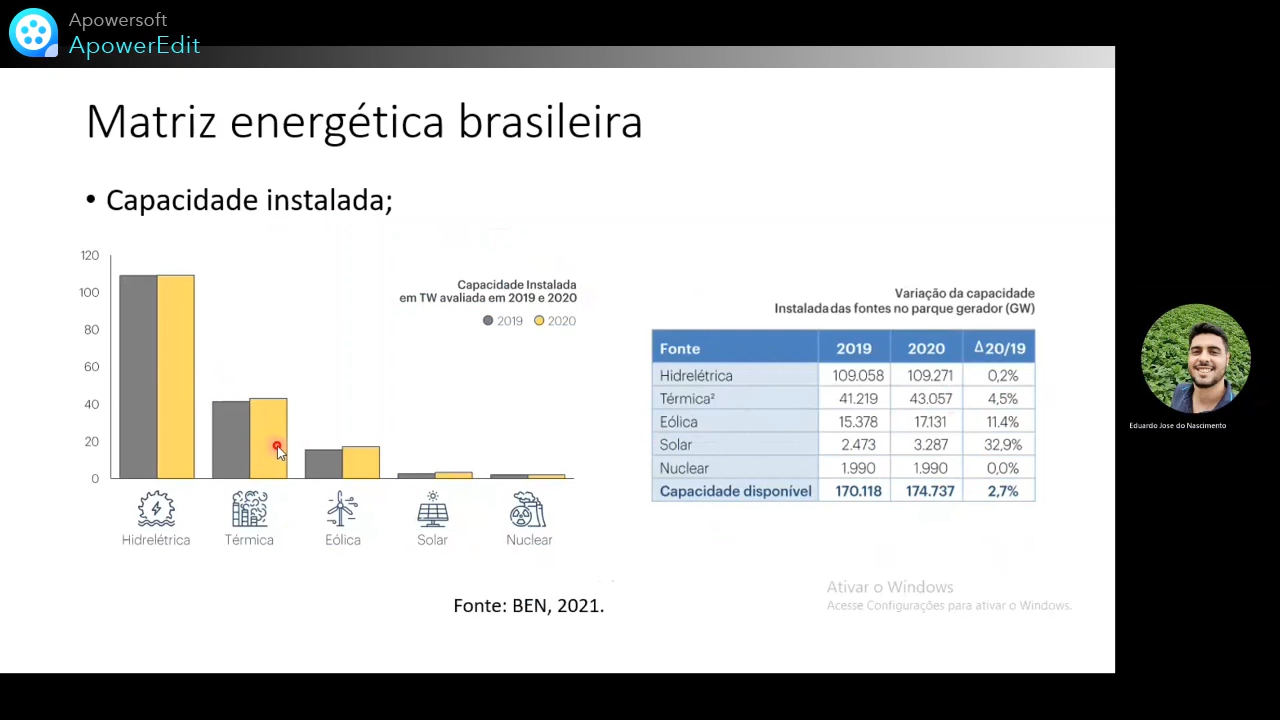 Apowersoft
ApowerEdit
Matriz energética brasileira
• Capacidade instalada;
120
100
80
60
40
20
0
Capacidade Instalada
em TW avaliada em 2019 e 2020
2019 2020
Hidrelétrica Térmica Eólica Solar Nuclear
Variação da capacidade
Instalada das fontes no parque gerador (GW)
Fonte 2019 2020 Δ20/19
Hidrelétrica 109.058 109.271 0,2%
Térmica² 41.219 43.057 4,5%
Eólica 15.378 17.131 11.4%
Solar 2.473 3.287 32,9%
Nuclear 1.990 1.990 0,0%
Capacidade disponível 170.118 174.737 2,7%
Fonte: BEN, 2021.
Ativar o Windows
Acesse Configurações para ativar o Windows.
Eduardo Jose do Nascimento